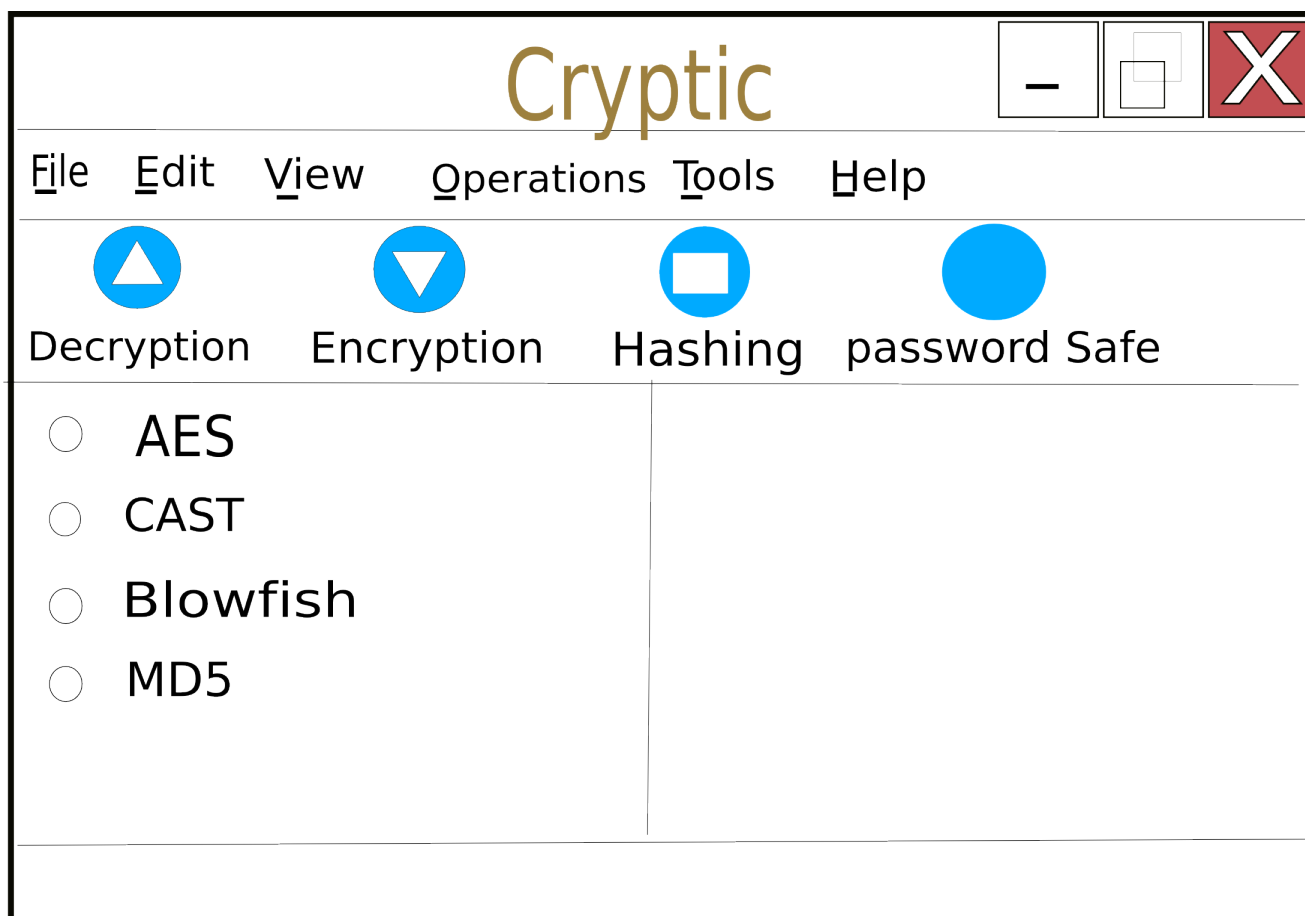 Cryptic
File Edit View Operations Tools Help
Decryption Encryption Hashing password Safe
AES
CAST
Blowfish
MD5